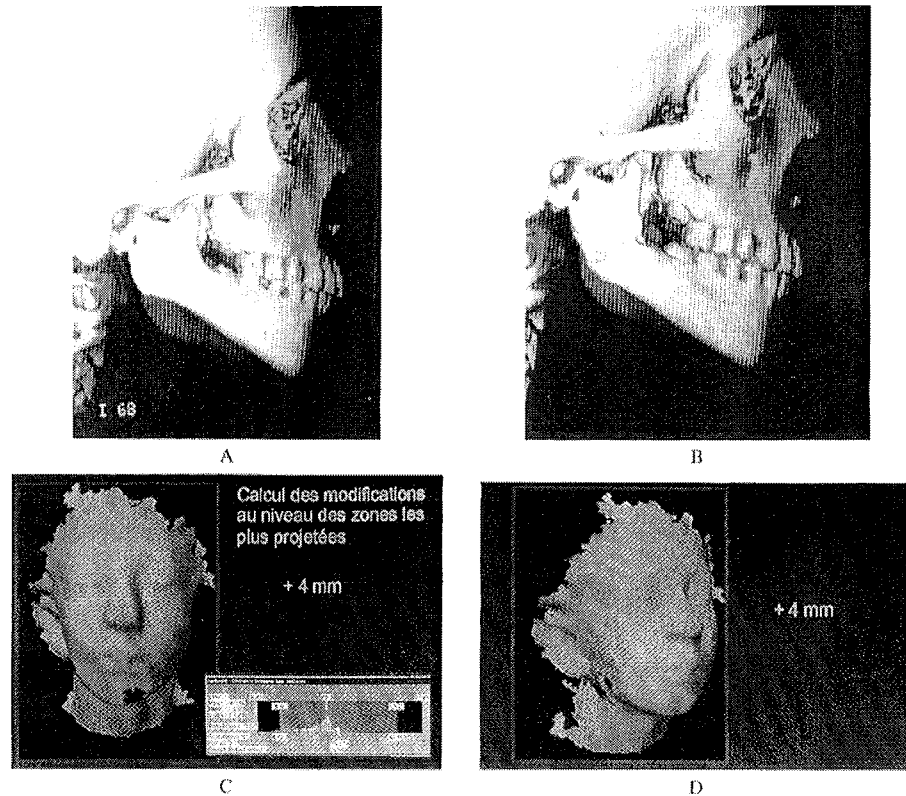 I 68
A
B
Calcul des modifications
au niveau des zones les
plus projetées
+ 4 mm
+ 4 mm
C
D